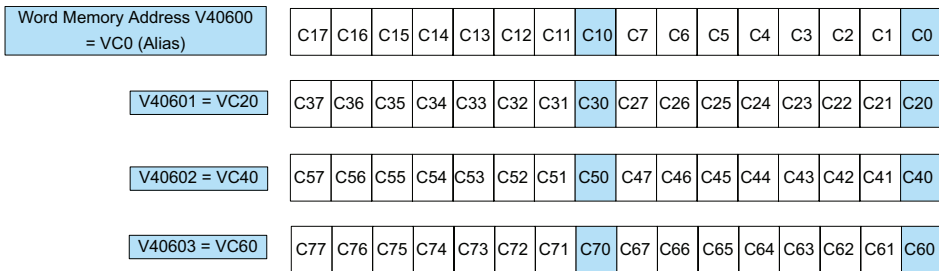 Word Memory Address V40600
= VC0 (Alias)
C17 C16 C15 C14 C13 C12 C11 C10 C7 C6 C5 C4 C3 C2 C1 C0
V40601 = VC20
C37 C36 C35 C34 C33 C32 C31 C30 C27 C26 C25 C24 C23 C22 C21 C20
V40602 = VC40
C57 C56 C55 C54 C53 C52 C51 C50 C47 C46 C45 C44 C43 C42 C41 C40
V40603 = VC60
C77 C76 C75 C74 C73 C72 C71 C70 C67 C66 C65 C64 C63 C62 C61 C60